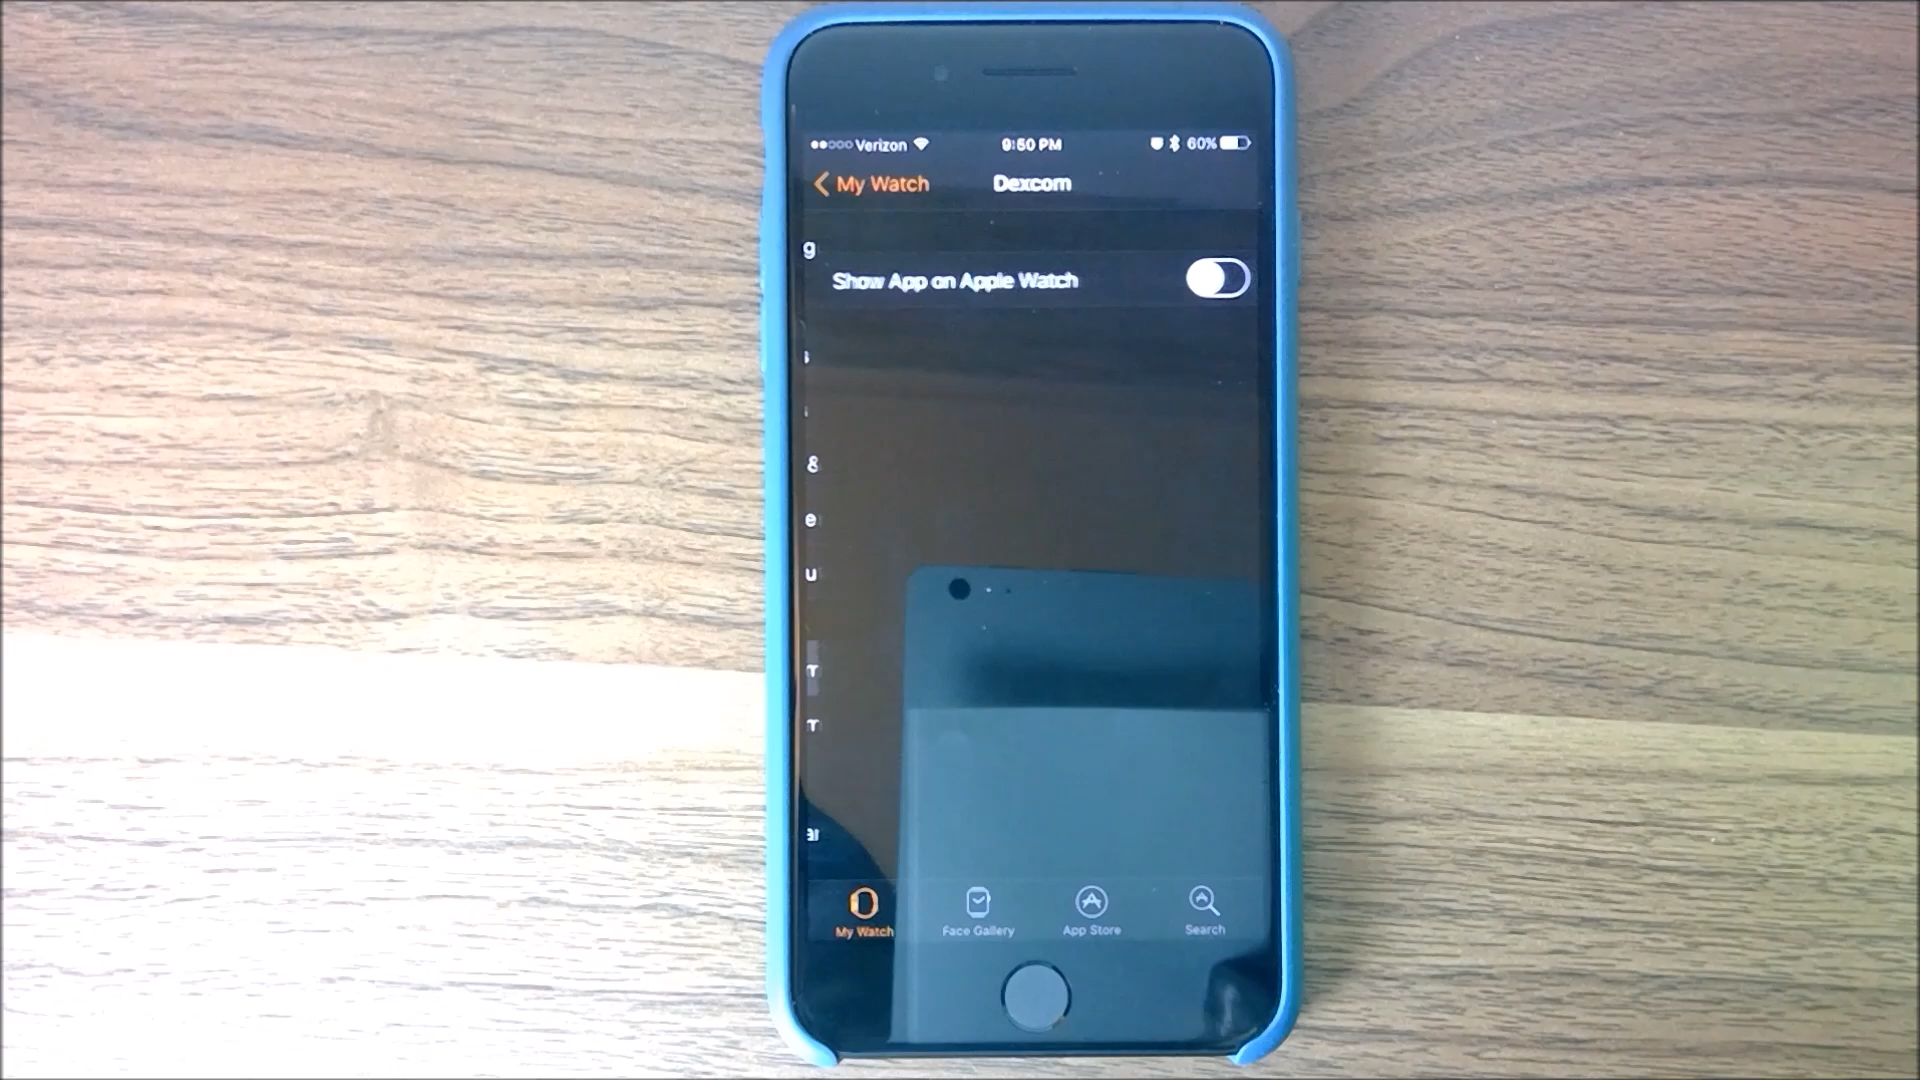 Verizon 9:50 PM 60%
My Watch Dexcom
g
Show App on Apple Watch
s
&
e
u
m
ar
My Watch Face Gallery App Store Search